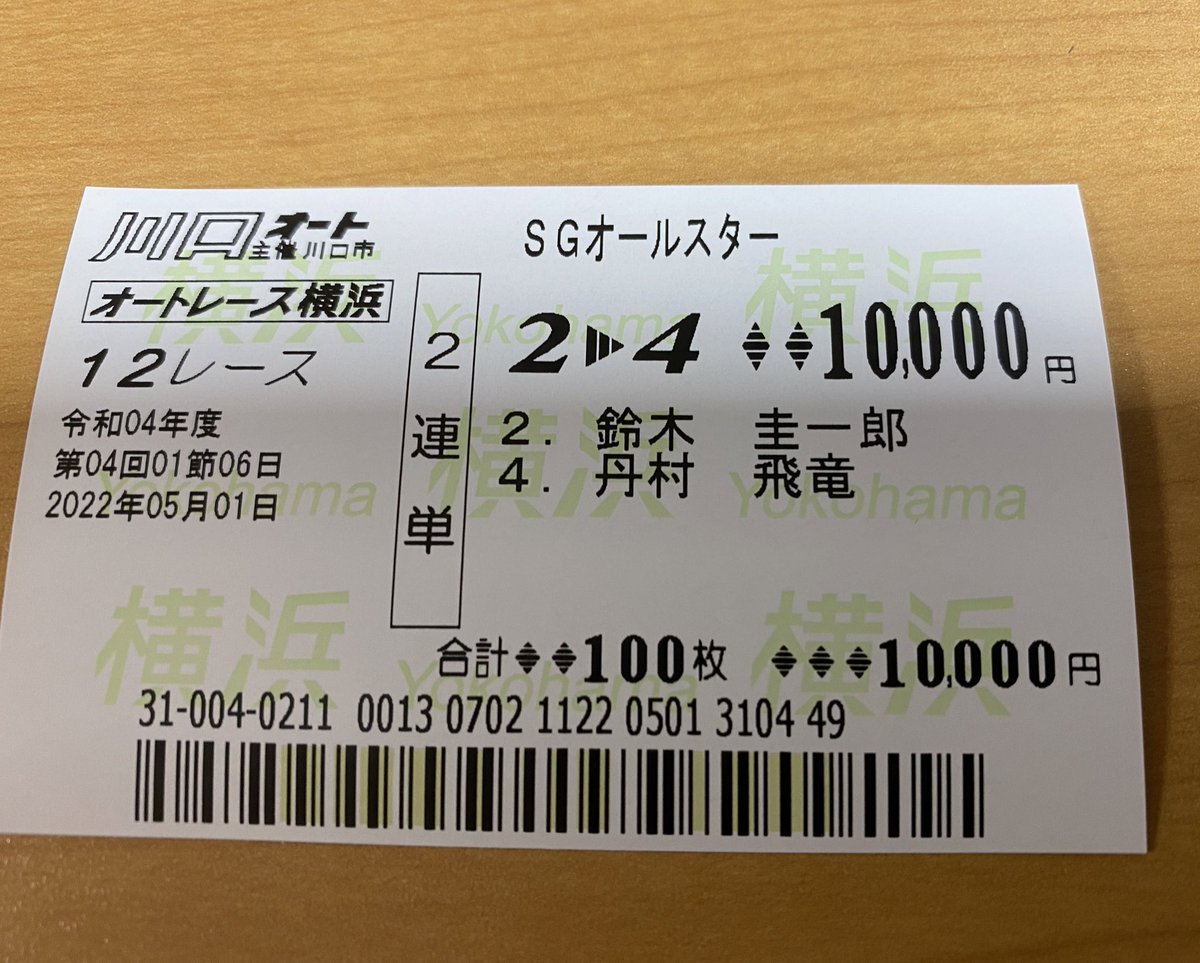 川口オート
主催川口市
オートレース横浜
12レース
令和04年度
第04回01節06日
2022年05月01日
2連単
SGオールスター
2▶4 10,000円
2. 鈴木 圭一郎
4. 丹村 飛竜
合計 100枚 10,000円
31-004-0211 0013 0702 1122 0501 3104 49
横浜
Yokohama
横浜
Yokohama
横浜
Yokohama
横浜
Yokohama
横浜